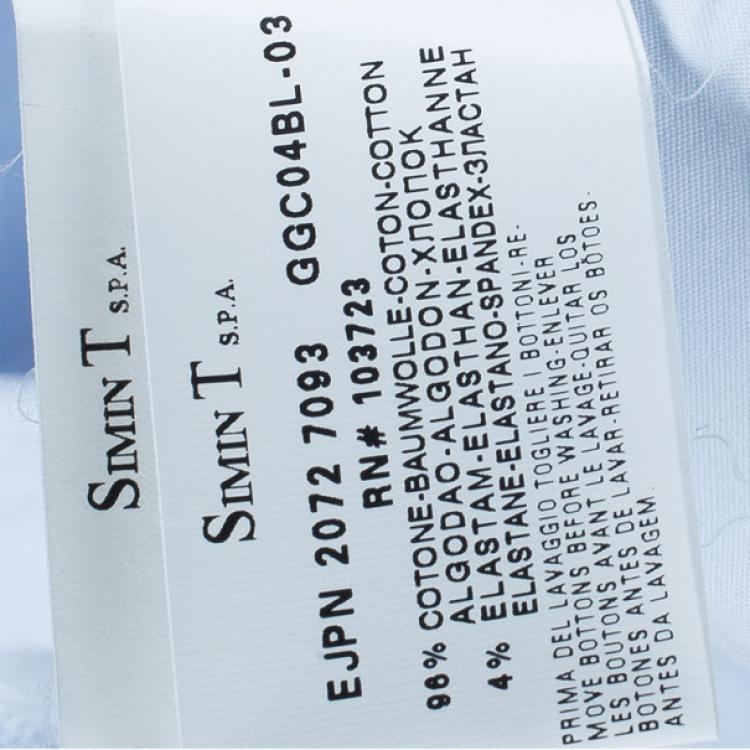 SIMIN T S.P.A.
SIMIN T S.P.A.
EJPN 2072 7093 GGC04BL-03
RN# 103723
96% COTONE-BAUMWOLLE-COTON-COTTON
ALGODAO-ALGODON-ХЛОПОК
4% ELASTAM-ELASTHAN-ELASTHANNE
ELASTANE-ELASTANO-SPANDEX-ЗЛАСТАН
PRIMA DEL LAVAGGIO TOGLIERE I BOTTONI-RE-
MOVE BOTTONS BEFORE WASHING-ENLEVER
LES BOUTONS AVANT LE LAVAGE-QUITAR LOS
BOTONES ANTES DE LAVAR-RETIRAR OS BOTOES-
ANTES DA LAVAGEM.